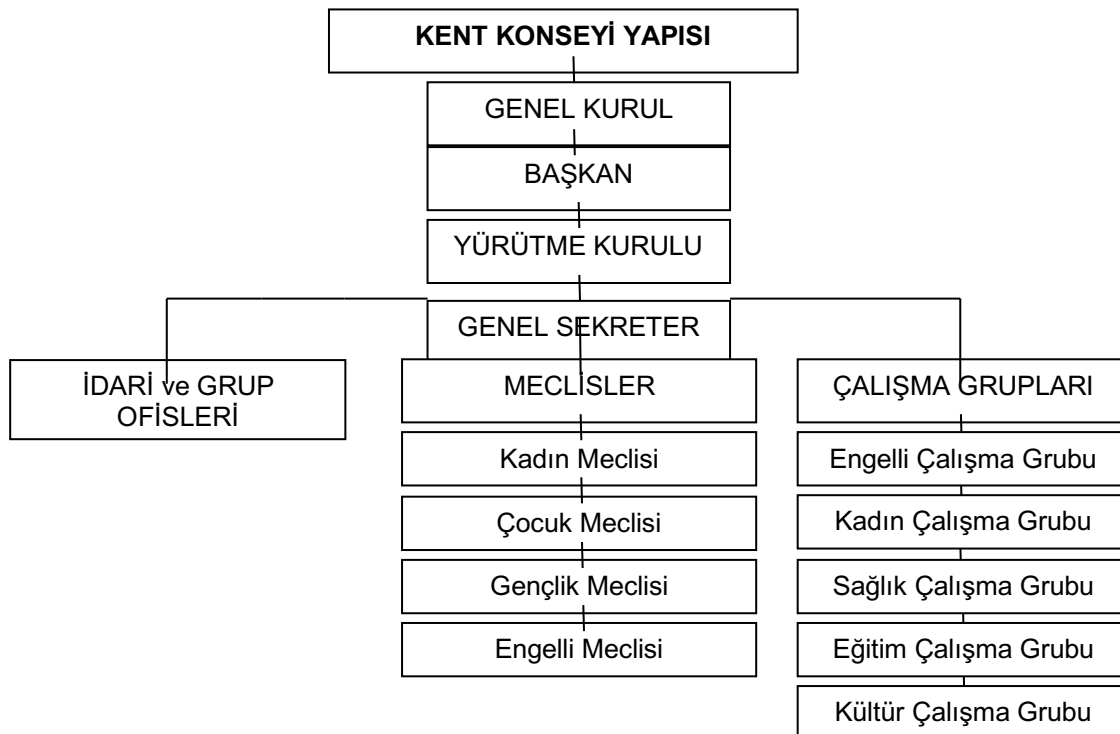 KENT KONSEYİ YAPISI
GENEL KURUL
BAŞKAN
YÜRÜTME KURULU
GENEL SEKRETER
İDARİ ve GRUP
OFİSLERİ
MECLİSLER
Kadın Meclisi
Çocuk Meclisi
Gençlik Meclisi
Engelli Meclisi
ÇALIŞMA GRUPLARI
Engelli Çalışma Grubu
Kadın Çalışma Grubu
Sağlık Çalışma Grubu
Eğitim Çalışma Grubu
Kültür Çalışma Grubu